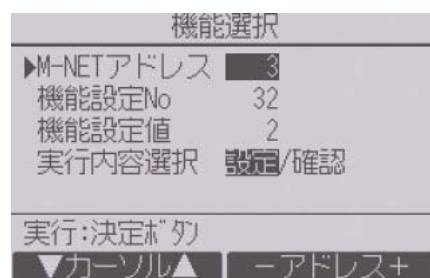 機能選択
▶M-NETアドレス 3
機能設定No 32
機能設定値 2
実行内容選択 設定/確認
実行:決定ボタン
▼カーソル▲ −アドレス+